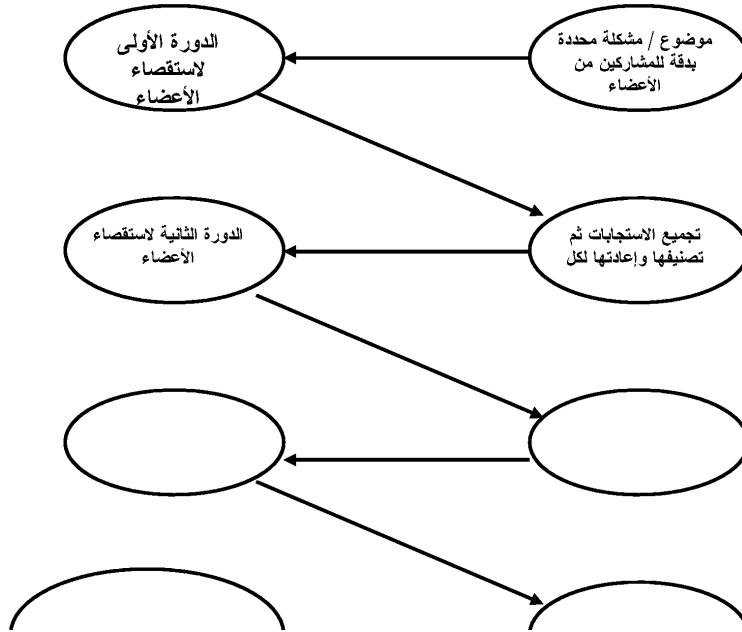 موضوع / مشكلة محددة
بدقة للمشاركين من
الأعضاء
الدورة الأولى
لاستقصاء
الأعضاء
تجميع الاستجابات ثم
تصنيفها وإعادتها لكل
الدورة الثانية لاستقصاء
الأعضاء